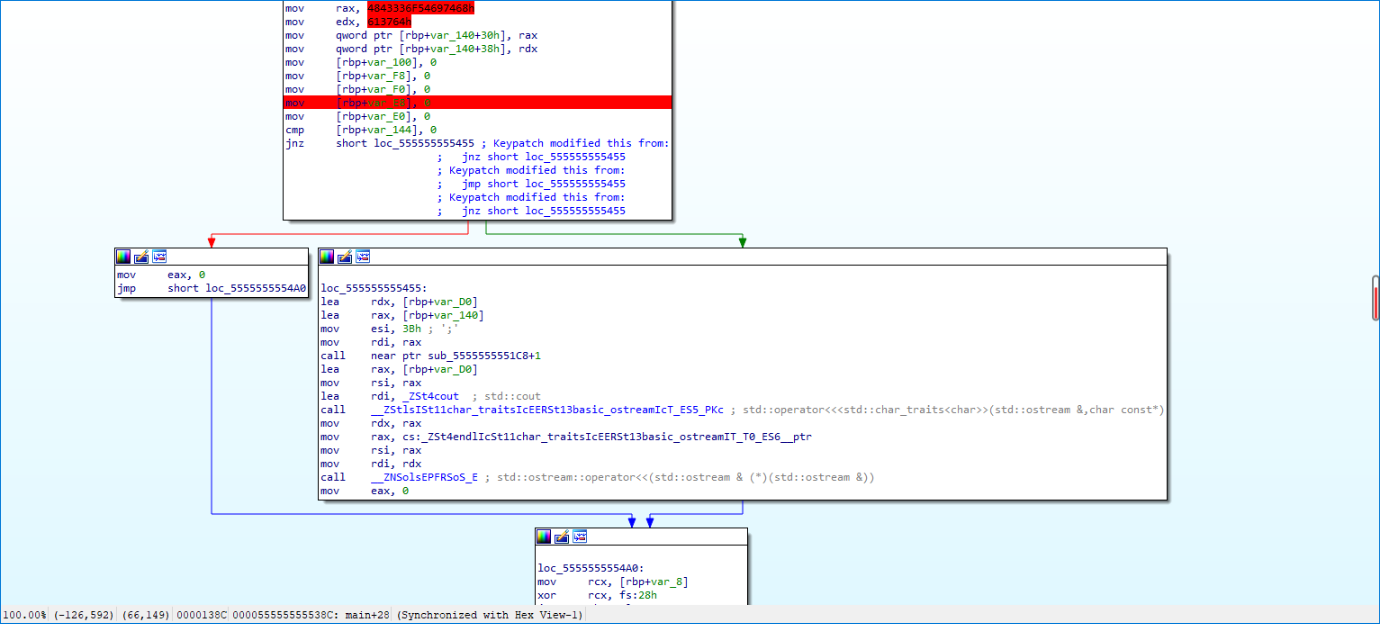 mov rax, 4843336F54697468h
mov edx, 613764h
mov qword ptr [rbp+var_140+30h], rax
mov qword ptr [rbp+var_140+38h], rdx
mov [rbp+var_100], 0
mov [rbp+var_F8], 0
mov [rbp+var_F0], 0
mov [rbp+var_E8], 0
mov [rbp+var_E0], 0
cmp [rbp+var_144], 0
jnz short loc_555555555455 ; Keypatch modified this from:
; jnz short loc_555555555455
; Keypatch modified this from:
; jmp short loc_555555555455
; Keypatch modified this from:
; jnz short loc_555555555455
mov eax, 0
jmp short loc_5555555554A0
loc_555555555455:
lea rdx, [rbp+var_D0]
lea rax, [rbp+var_140]
mov esi, 3Bh ; ';'
mov rdi, rax
call near ptr sub_5555555551C8+1
lea rax, [rbp+var_D0]
mov rsi, rax
lea rdi, _ZSt4cout ; std::cout
call __ZStlsISt11char_traitsIcEERSt13basic_ostreamIcT_ES5_PKc ; std::operator<<<std::char_traits<char>>(std::ostream &,char const*)
mov rdx, rax
mov rax, cs:_ZSt4endlIcSt11char_traitsIcEERSt13basic_ostreamIT_T0_ES6__ptr
mov rsi, rax
mov rdi, rdx
call __ZNSolsEPFRSoS_E ; std::ostream::operator<<(std::ostream & (*)(std::ostream &))
mov eax, 0
loc_5555555554A0:
mov rcx, [rbp+var_8]
xor rcx, fs:28h
100.00% (-126,592) (66,149) 0000138C 000055555555538C: main+28 (Synchronized with Hex View-1)